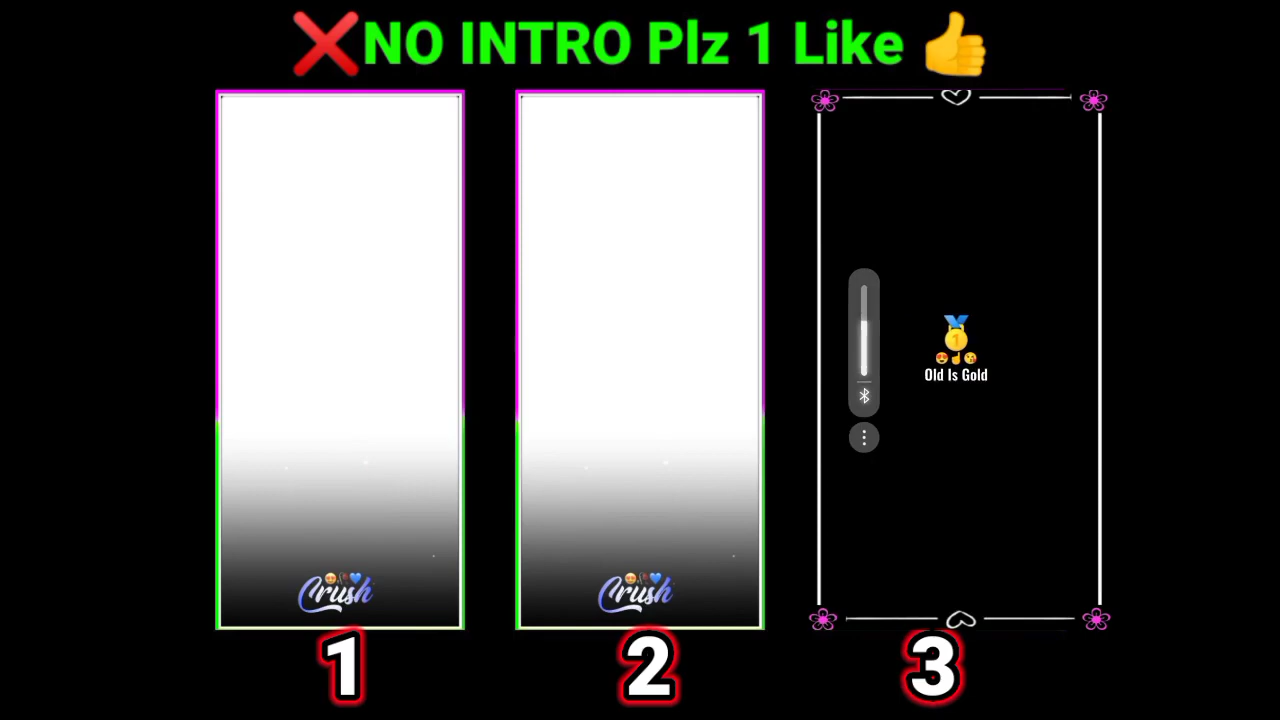 ❌NO INTRO Plz 1 Like 👍
Crush
Crush
Old Is Gold
1
2
3